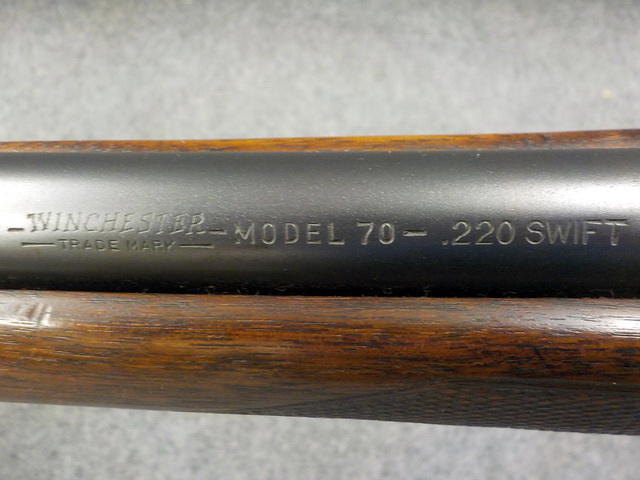 -WINCHESTER- MODEL 70 - .220 SWIFT
— TRADE MARK —